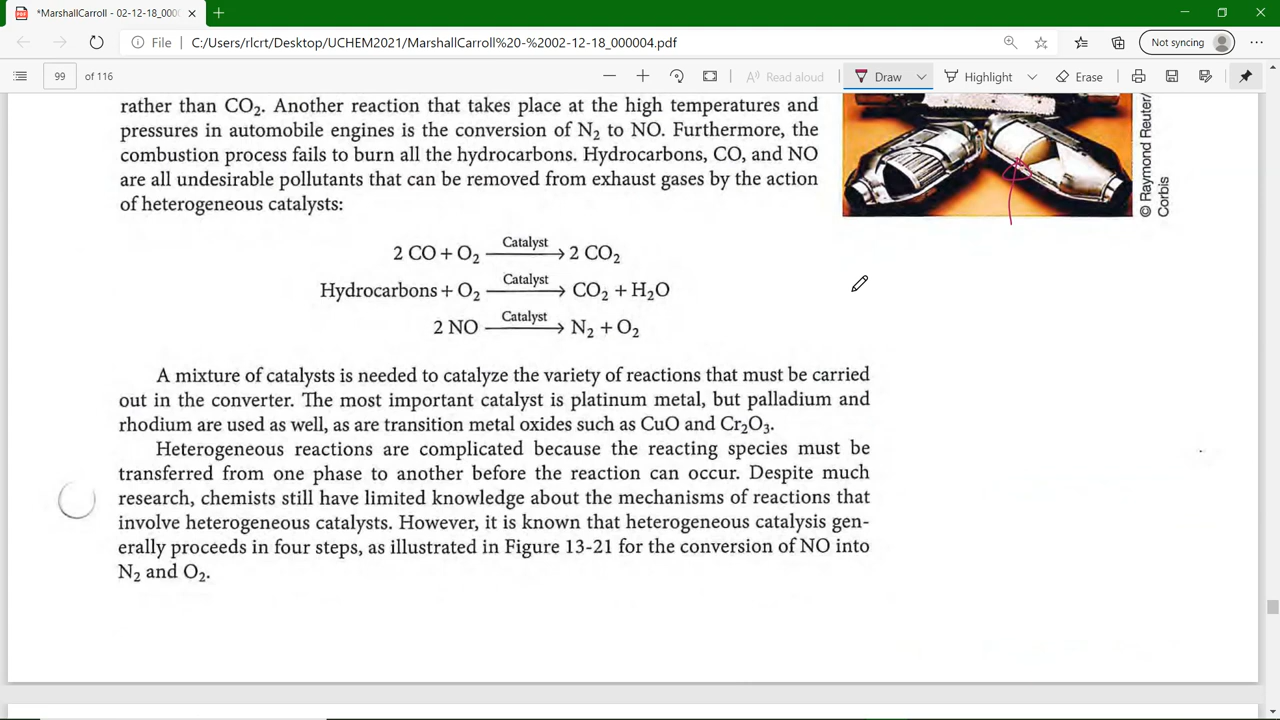 *MarshallCarroll - 02-12-18_000
File
C:/Users/rlcrt/Desktop/UCHEM2021/MarshallCarroll%20-%2002-12-18_000004.pdf
Not syncing
99 of 116
Read aloud
Draw
Highlight
Erase
rather than CO₂. Another reaction that takes place at the high temperatures and
pressures in automobile engines is the conversion of N₂ to NO. Furthermore, the
combustion process fails to burn all the hydrocarbons. Hydrocarbons, CO, and NO
are all undesirable pollutants that can be removed from exhaust gases by the action
of heterogeneous catalysts:
© Raymond Reuter/
Corbis
Catalyst
2 CO + O₂ ⟶ 2 CO₂
Catalyst
Hydrocarbons + O₂ ⟶ CO₂ + H₂O
Catalyst
2 NO ⟶ N₂ + O₂
A mixture of catalysts is needed to catalyze the variety of reactions that must be carried
out in the converter. The most important catalyst is platinum metal, but palladium and
rhodium are used as well, as are transition metal oxides such as CuO and Cr₂O₃.
Heterogeneous reactions are complicated because the reacting species must be
transferred from one phase to another before the reaction can occur. Despite much
research, chemists still have limited knowledge about the mechanisms of reactions that
involve heterogeneous catalysts. However, it is known that heterogeneous catalysis gen-
erally proceeds in four steps, as illustrated in Figure 13-21 for the conversion of NO into
N₂ and O₂.